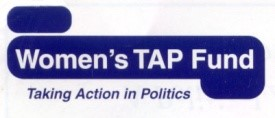 Women's TAP Fund
Taking Action in Politics